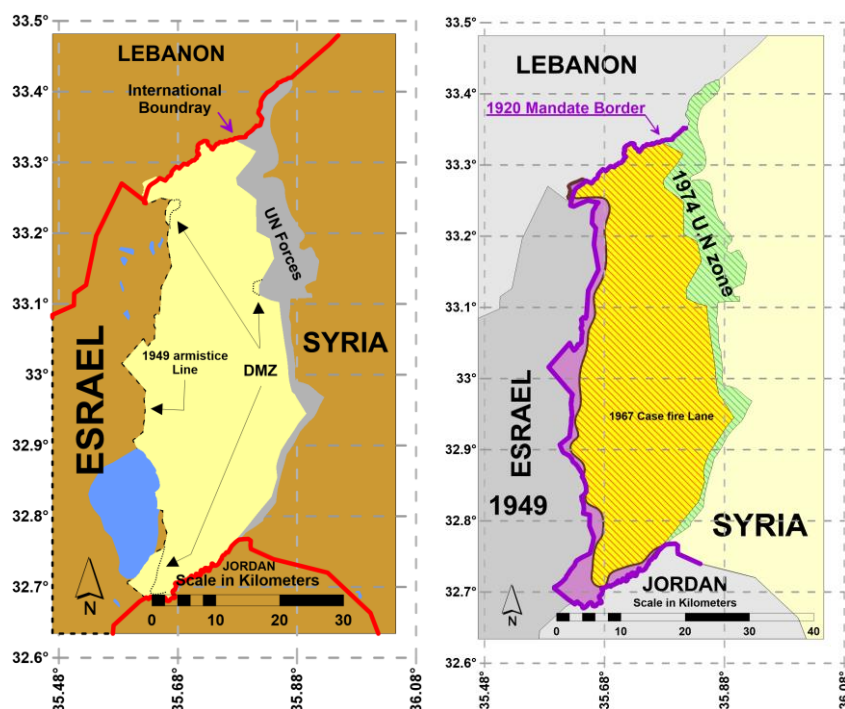 33.5°
33.4°
33.3°
33.2°
33.1°
33°
32.9°
32.8°
32.7°
32.6°
35.48°
35.68°
35.88°
36.08°
LEBANON
International
Boundray
UN Forces
SYRIA
ESRAEL
1949 armistice
Line
DMZ
JORDAN
Scale in Kilometers
N
0
10
20
30
33.5°
33.4°
33.3°
33.2°
33.1°
33°
32.9°
32.8°
32.7°
32.6°
35.48°
35.68°
35.88°
36.08°
LEBANON
1920 Mandate Border
1974 U.N zone
ESRAEL
1949
1967 Case fire Lane
SYRIA
JORDAN
Scale in Kilometers
N
0
10
20
30
40